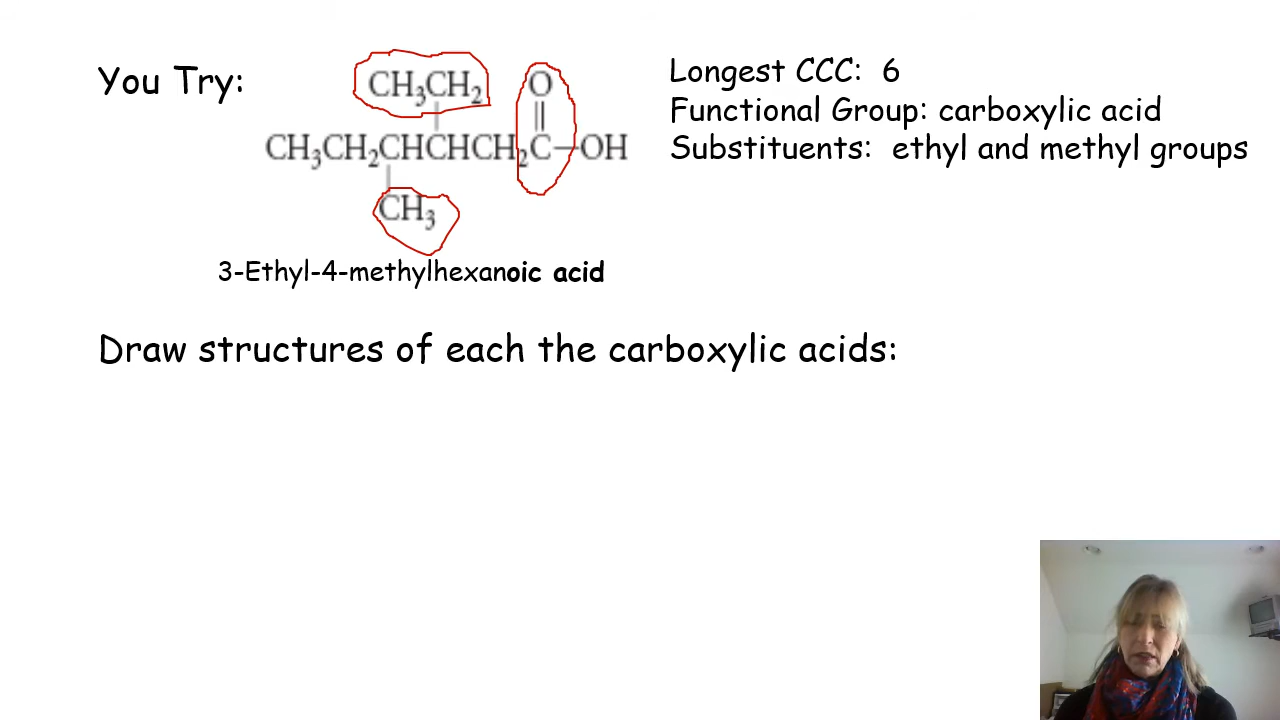 You Try:
CH₃CH₂ O
||
CH₃CH₂CHCHCH₂C—OH
CH₃
3-Ethyl-4-methylhexanoic acid
Longest CCC: 6
Functional Group: carboxylic acid
Substituents: ethyl and methyl groups
Draw structures of each the carboxylic acids: